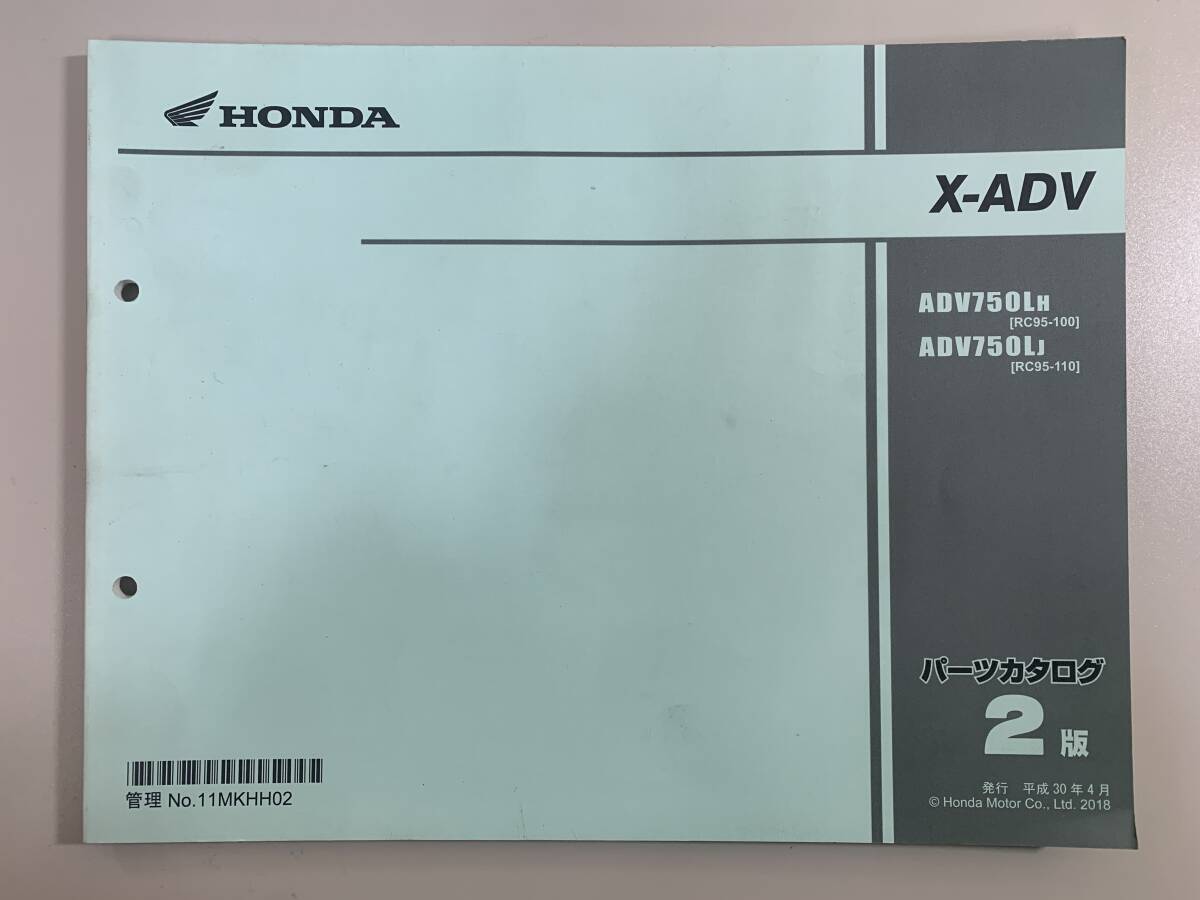 HONDA
X-ADV
ADV750LH
[RC95-100]
ADV750LJ
[RC95-110]
パーツカタログ
2版
発行 平成30年4月
© Honda Motor Co., Ltd. 2018
管理 No.11MKHH02